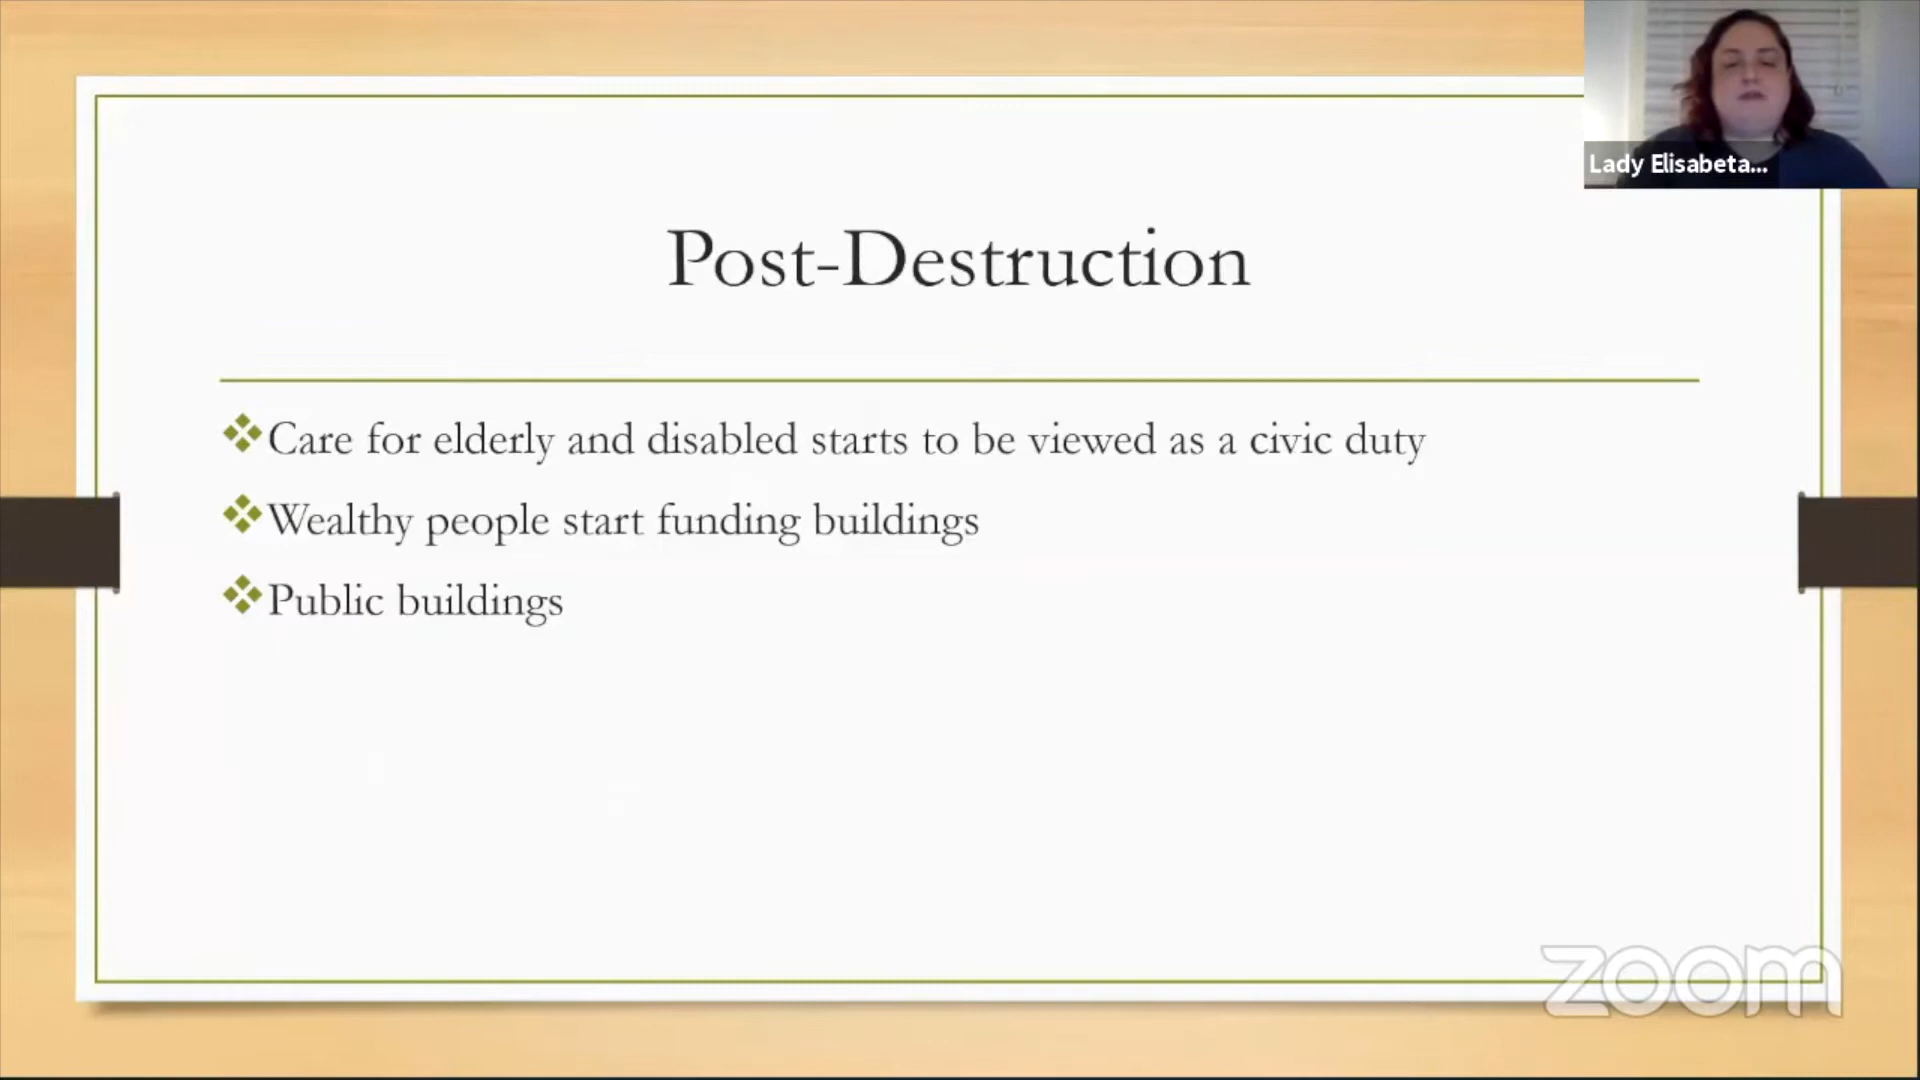 Lady Elisabeta...
Post-Destruction
Care for elderly and disabled starts to be viewed as a civic duty
Wealthy people start funding buildings
Public buildings
zoom